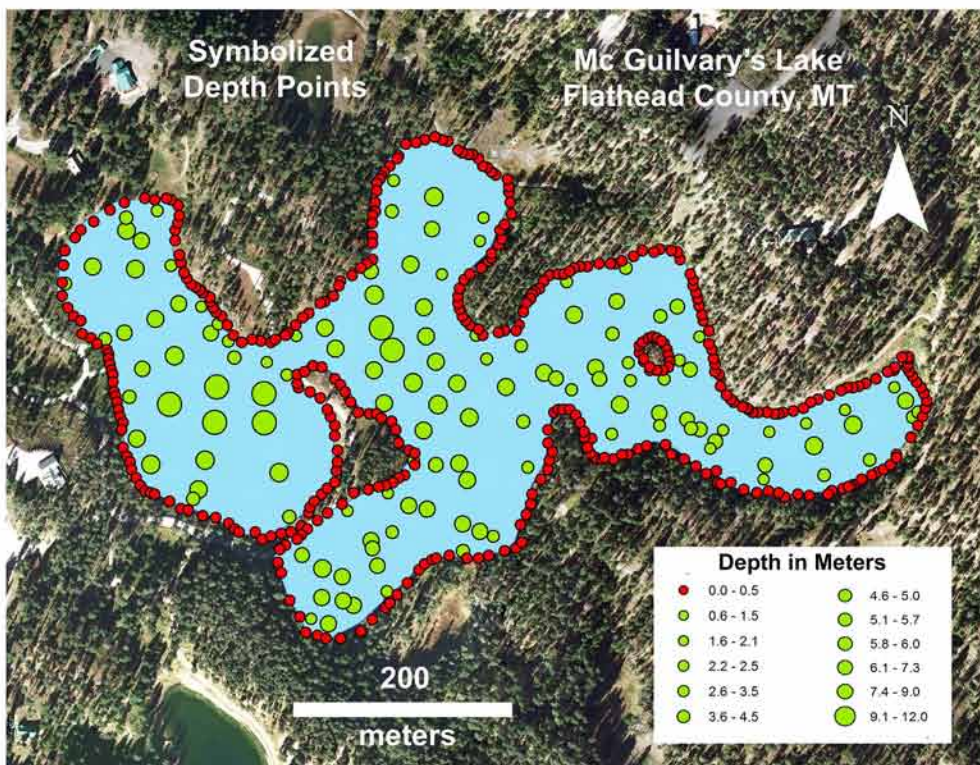 Symbolized
Depth Points
Mc Guilvary's Lake
Flathead County, MT
N
200
meters
Depth in Meters
0.0 - 0.5
0.6 - 1.5
1.6 - 2.1
2.2 - 2.5
2.6 - 3.5
3.6 - 4.5
4.6 - 5.0
5.1 - 5.7
5.8 - 6.0
6.1 - 7.3
7.4 - 9.0
9.1 - 12.0